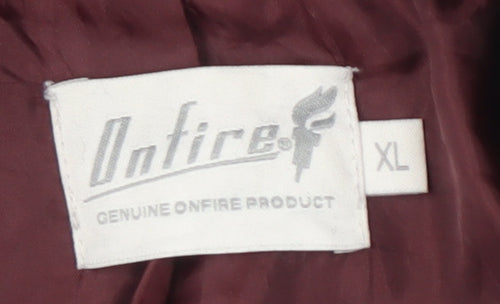 Onfire®
XL
GENUINE ONFIRE PRODUCT